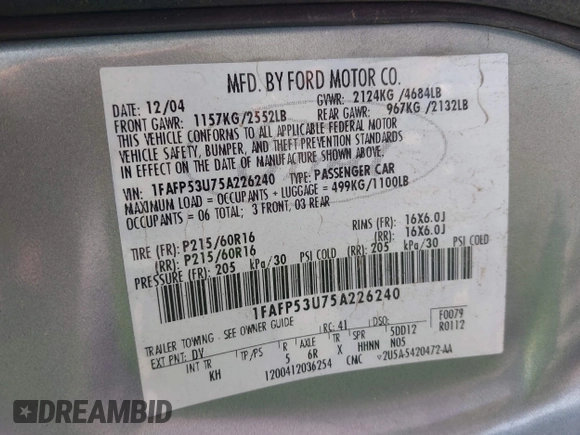 MFD. BY FORD MOTOR CO.
DATE: 12/04 GVWR: 2124KG /4684LB
FRONT GAWR: 1157KG/2552LB REAR GAWR: 967KG /2132LB
THIS VEHICLE CONFORMS TO ALL APPLICABLE FEDERAL MOTOR
VEHICLE SAFETY, BUMPER, AND THEFT PREVENTION STANDARDS
IN EFFECT ON THE DATE OF MANUFACTURE SHOWN ABOVE.
VIN: 1FAFP53U75A226240 TYPE: PASSENGER CAR
MAXIMUM LOAD = OCCUPANTS + LUGGAGE = 499KG/1100LB
OCCUPANTS: 06 TOTAL; 3 FRONT, 03 REAR
TIRE (FR): P215/60R16 RIMS (FR): 16X6.0J
(RR): P215/60R16 (RR): 16X6.0J
PRESSURE (FR): 205 kPa/30 PSI COLD (RR): 205 kPa/30 PSI COLD
1FAFP53U75A226240
TRAILER TOWING - SEE OWNER GUIDE
EXT PNT: DV RC: 41 DSO: F0079
INT TR TP/PS R AXLE TR SPR 5DD12 R0112
KH 5 6R X HHNN N05
1200412036254 CNC ▽2U5A-5420472-AA
DREAMBID